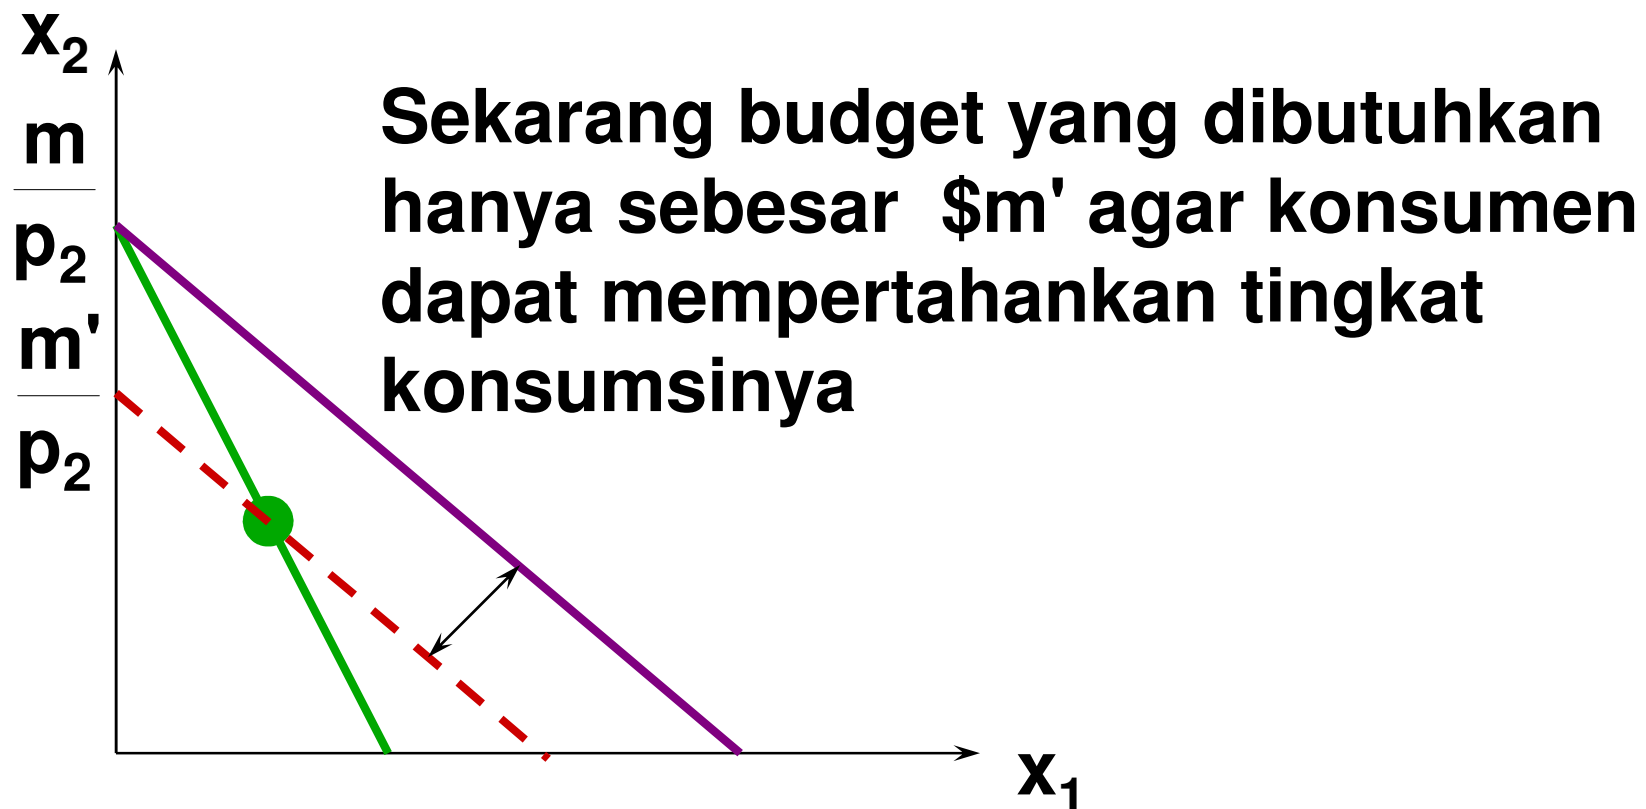 x₂
m
p₂
m'
p₂
Sekarang budget yang dibutuhkan
hanya sebesar $m' agar konsumen
dapat mempertahankan tingkat
konsumsinya
x₁